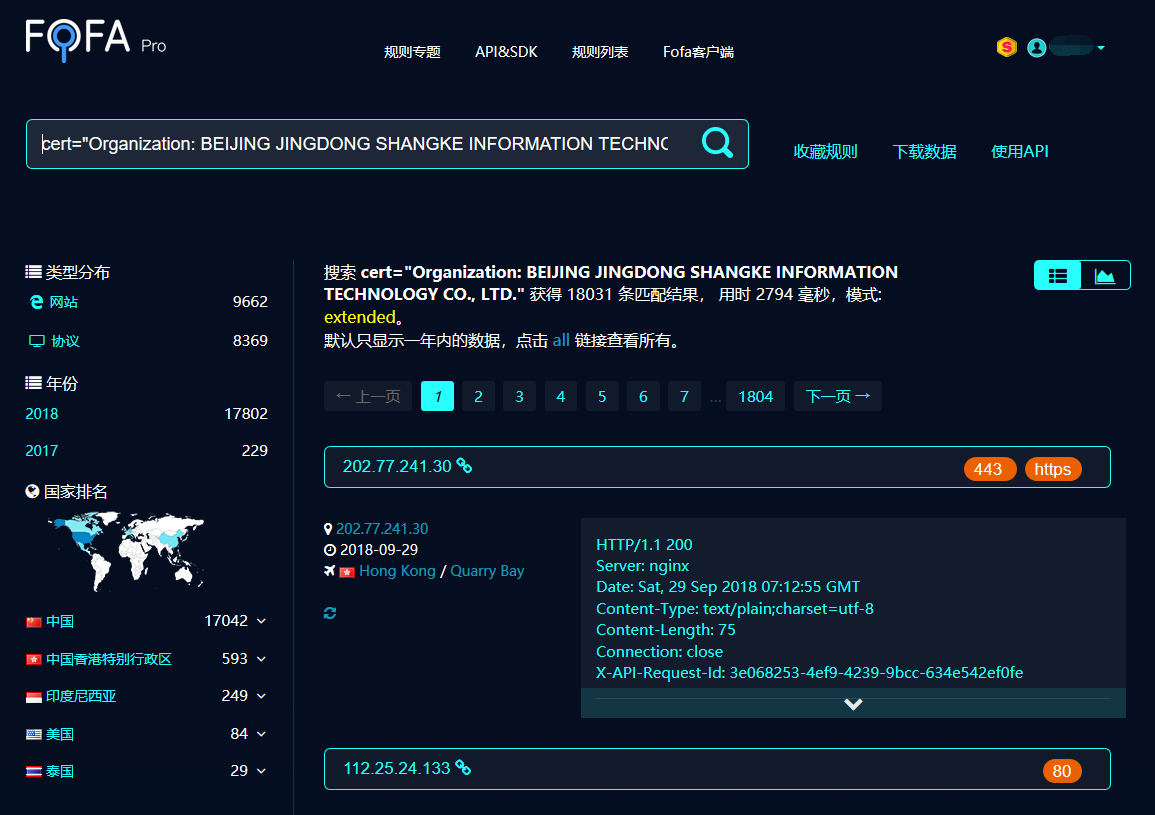 FOFA Pro
规则专题 API&SDK 规则列表 Fofa客户端
cert="Organization: BEIJING JINGDONG SHANGKE INFORMATION TECHNO
收藏规则 下载数据 使用API
类型分布
网站 9662
协议 8369
年份
2018 17802
2017 229
国家排名
中国 17042
中国香港特别行政区 593
印度尼西亚 249
美国 84
泰国 29
搜索 cert="Organization: BEIJING JINGDONG SHANGKE INFORMATION
TECHNOLOGY CO., LTD." 获得 18031 条匹配结果， 用时 2794 毫秒，模式:
extended。
默认只显示一年内的数据，点击 all 链接查看所有。
← 上一页 1 2 3 4 5 6 7 ... 1804 下一页 →
202.77.241.30 443 https
202.77.241.30
2018-09-29
Hong Kong / Quarry Bay
HTTP/1.1 200
Server: nginx
Date: Sat, 29 Sep 2018 07:12:55 GMT
Content-Type: text/plain;charset=utf-8
Content-Length: 75
Connection: close
X-API-Request-Id: 3e068253-4ef9-4239-9bcc-634e542ef0fe
112.25.24.133 80